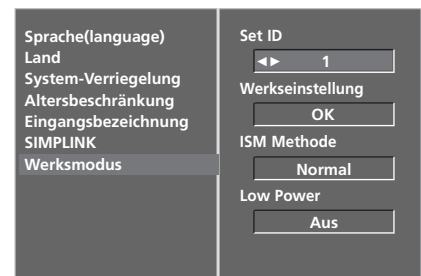 Sprache(language)
Land
System-Verriegelung
Altersbeschränkung
Eingangsbezeichnung
SIMPLINK
Werksmodus
Set ID
◄► 1
Werkseinstellung
OK
ISM Methode
Normal
Low Power
Aus